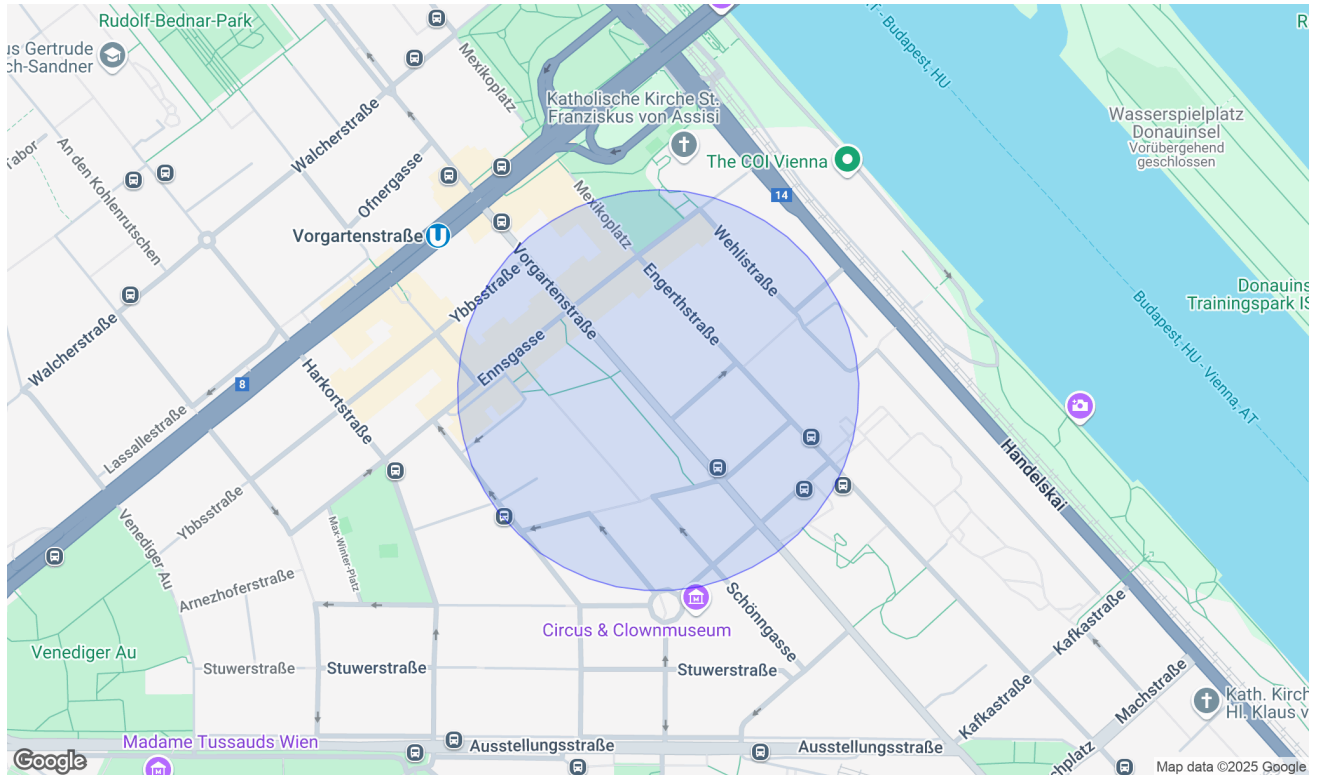 Rudolf-Bednar-Park
us Gertrude
ch-Sandner
Mexikoplatz
- Budapest, HU
Katholische Kirche St.
Franziskus von Assisi
Wasserspielplatz
Donauinsel
Vorübergehend
geschlossen
Walcherstraße
Tabor
An den Kohlenrutschen
Ofnergasse
The COI Vienna
14
Mexikoplatz
Vorgartenstraße
U
Wehlistraße
Vorgartenstraße
Ybbsstraße
Engerthstraße
Donauins
Trainingspark IS
Budapest, HU - Vienna, AT
Walcherstraße
Ennsgasse
8
Harkortstraße
Lassallestraße
Handelskai
Ybbsstraße
Venediger Au
Max-Winter-Platz
Arnezhoferstraße
Schönngasse
Circus & Clownmuseum
Kafkastraße
Venediger Au
Stuwerstraße
Stuwerstraße
Stuwerstraße
Kafkastraße
Machstraße
Kath. Kirch
Hl. Klaus v
Madame Tussauds Wien
Ausstellungsstraße
Ausstellungsstraße
chplatz
Google
Map data ©2025 Google